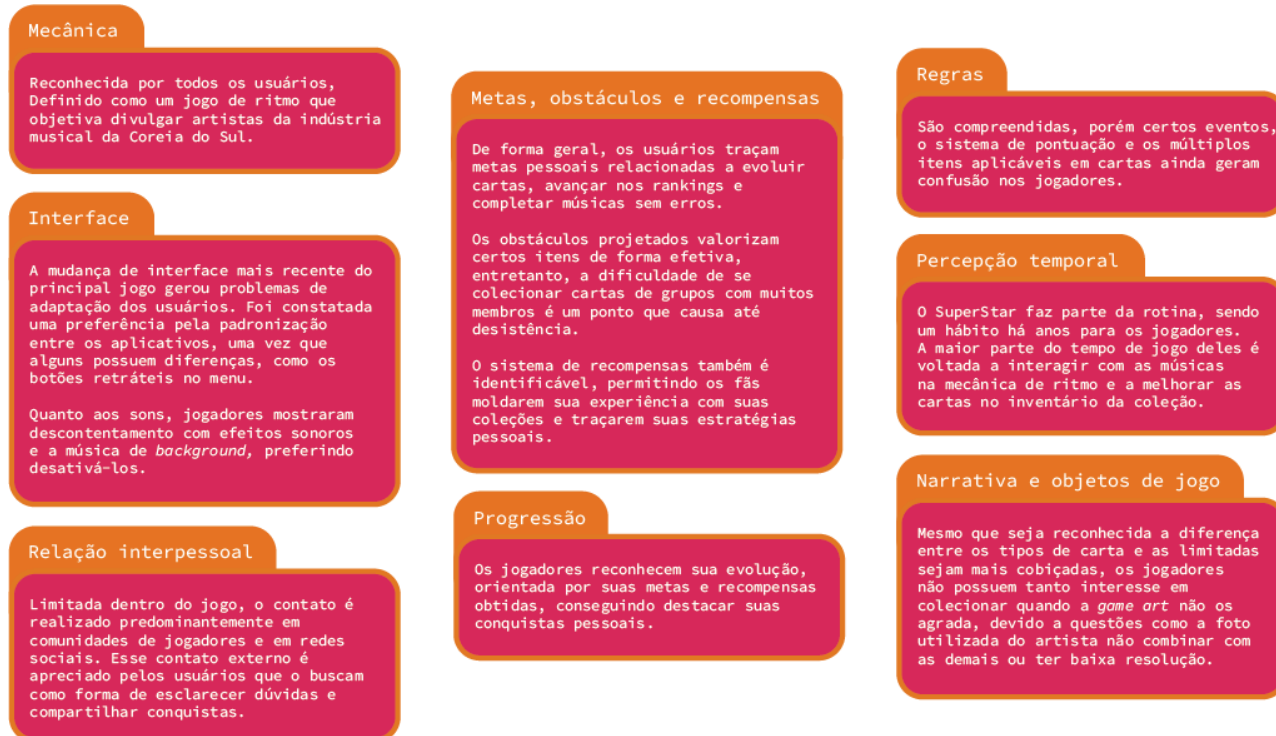 Mecânica
Reconhecida por todos os usuários,
Definido como um jogo de ritmo que
objetiva divulgar artistas da indústria
musical da Coreia do Sul.
Interface
A mudança de interface mais recente do
principal jogo gerou problemas de
adaptação dos usuários. Foi constatada
uma preferência pela padronização
entre os aplicativos, uma vez que
alguns possuem diferenças, como os
botões retráteis no menu.
Quanto aos sons, jogadores mostraram
descontentamento com efeitos sonoros
e a música de background, preferindo
desativá-los.
Relação interpessoal
Limitada dentro do jogo, o contato é
realizado predominantemente em
comunidades de jogadores e em redes
sociais. Esse contato externo é
apreciado pelos usuários que o buscam
como forma de esclarecer dúvidas e
compartilhar conquistas.
Metas, obstáculos e recompensas
De forma geral, os usuários traçam
metas pessoais relacionadas a evoluir
cartas, avançar nos rankings e
completar músicas sem erros.
Os obstáculos projetados valorizam
certos itens de forma efetiva,
entretanto, a dificuldade de se
colecionar cartas de grupos com muitos
membros é um ponto que causa até
desistência.
O sistema de recompensas também é
identificável, permitindo os fãs
moldarem sua experiência com suas
coleções e traçarem suas estratégias
pessoais.
Progressão
Os jogadores reconhecem sua evolução,
orientada por suas metas e recompensas
obtidas, conseguindo destacar suas
conquistas pessoais.
Regras
São compreendidas, porém certos eventos,
o sistema de pontuação e os múltiplos
itens aplicáveis em cartas ainda geram
confusão nos jogadores.
Percepção temporal
O SuperStar faz parte da rotina, sendo
um hábito há anos para os jogadores.
A maior parte do tempo de jogo deles é
voltada a interagir com as músicas
na mecânica de ritmo e a melhorar as
cartas no inventário da coleção.
Narrativa e objetos de jogo
Mesmo que seja reconhecida a diferença
entre os tipos de carta e as limitadas
sejam mais cobiçadas, os jogadores
não possuem tanto interesse em
colecionar quando a game art não os
agrada, devido a questões como a foto
utilizada do artista não combinar com
as demais ou ter baixa resolução.